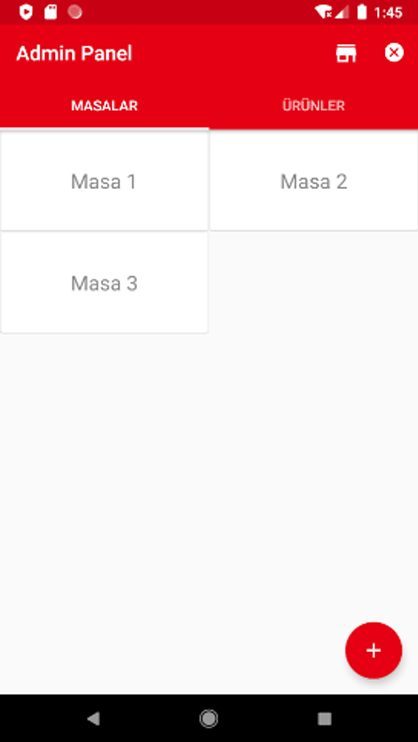 1:45
Admin Panel
MASALAR
ÜRÜNLER
Masa 1
Masa 2
Masa 3